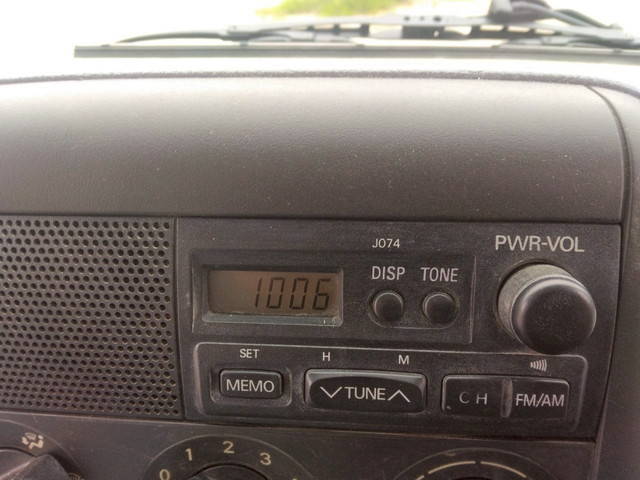 J074
PWR-VOL
DISP TONE
1006
SET H M
MEMO TUNE CH FM/AM
0 1 2 3